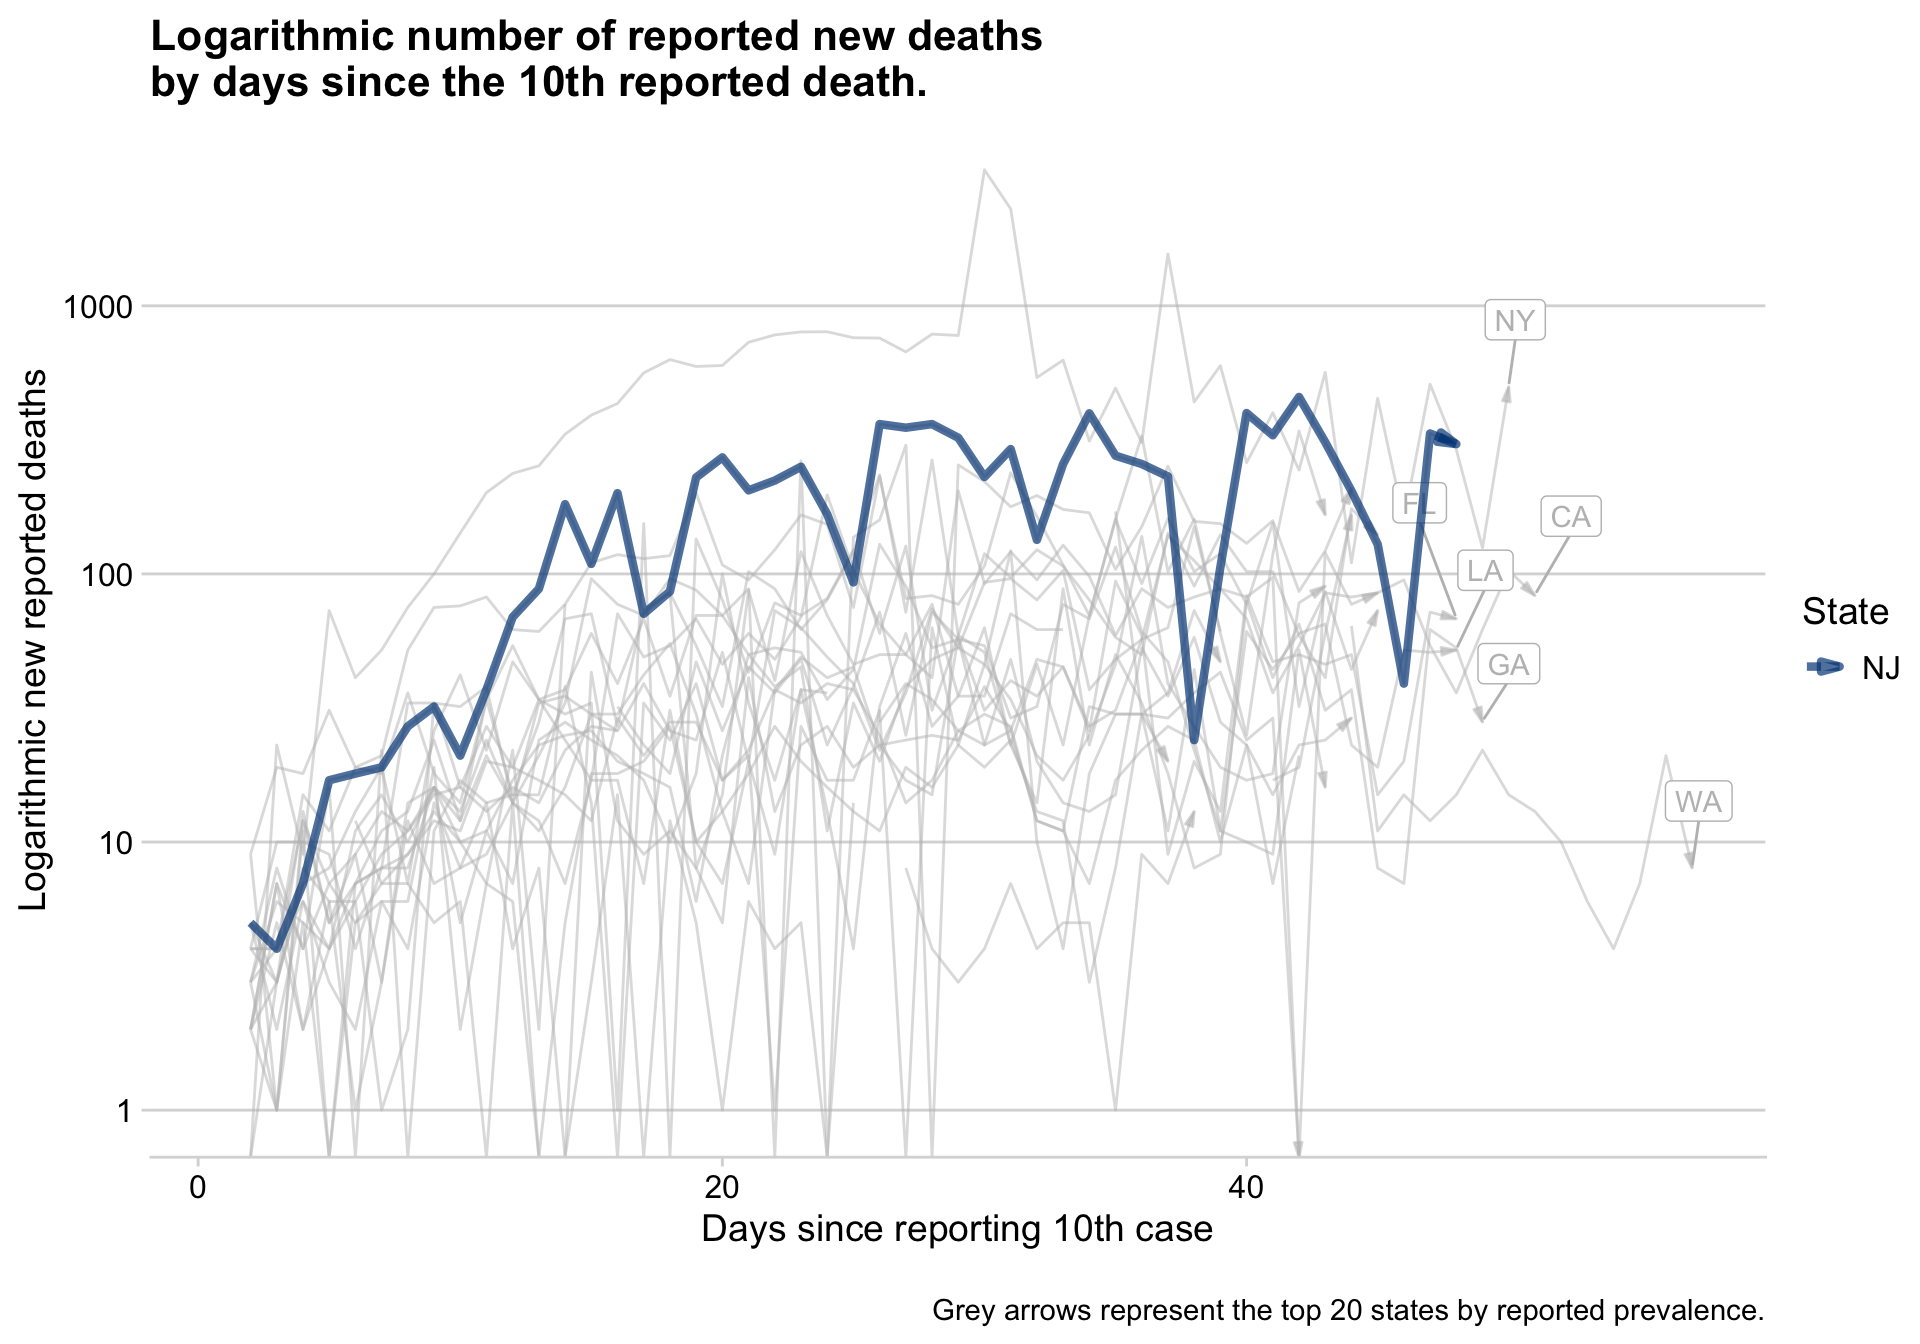 Logarithmic number of reported new deaths
by days since the 10th reported death.
Logarithmic new reported deaths
1000
100
10
1
NY
FL
CA
LA
GA
WA
State
NJ
0
20
40
Days since reporting 10th case
Grey arrows represent the top 20 states by reported prevalence.